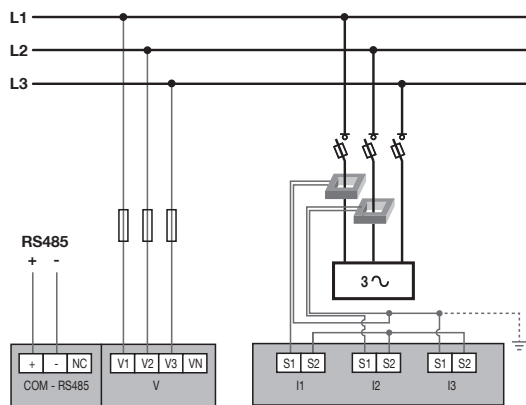 L1
L2
L3
RS485
+ -
3 ∿
+ - NC
V1 V2 V3 VN
S1 S2
S1 S2
S1 S2
COM - RS485
V
I1
I2
I3